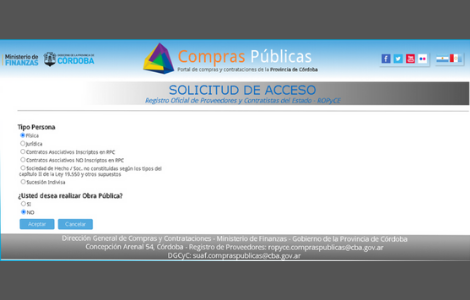 Ministerio de
FINANZAS
CÓRDOBA
Compras Públicas
Portal de compras y contrataciones de la Provincia de Córdoba
SOLICITUD DE ACCESO
Registro Oficial de Proveedores y Contratistas del Estado - ROPyCE
Tipo Persona
Física
Jurídica
Contratos Asociativos Inscriptos en RPC
Contratos Asociativos NO Inscriptos en RPC
Sociedad de Hecho / Soc. no constituidas según los tipos del
capítulo II de la Ley 19.550 y otros supuestos
Sucesión Indivisa
¿Usted desea realizar Obra Pública?
SI
NO
Aceptar Cancelar
Dirección General de Compras y Contrataciones - Ministerio de Finanzas - Gobierno de la Provincia de Córdoba
Concepción Arenal 54, Córdoba - Registro de Proveedores: ropyce.compraspublicas@cba.gov.ar
DGCyC: suaf.compraspublicas@cba.gov.ar